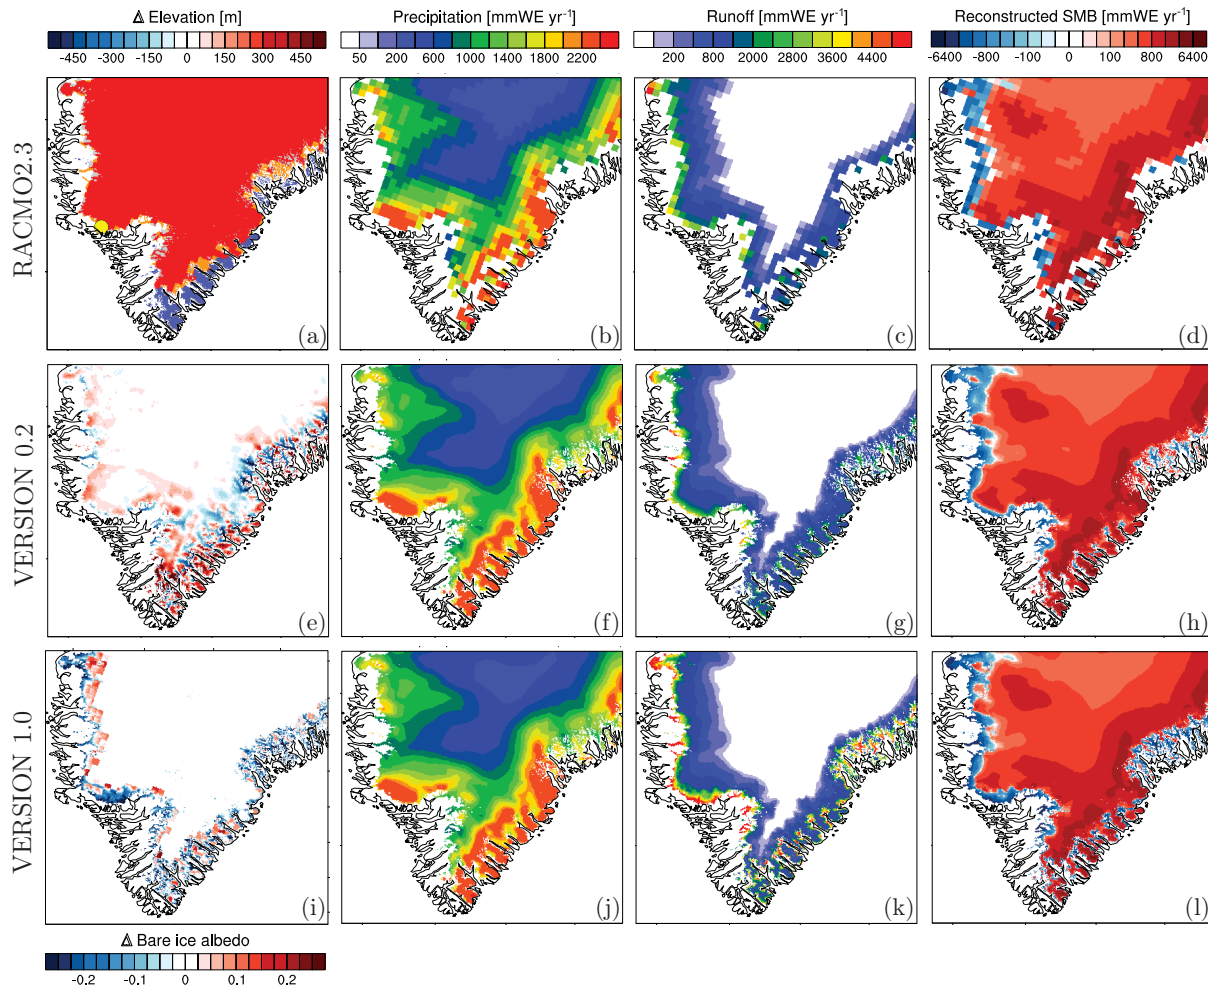 Δ Elevation [m]
Precipitation [mmWE yr⁻¹]
Runoff [mmWE yr⁻¹]
Reconstructed SMB [mmWE yr⁻¹]
-450 -300 -150 0 150 300 450
50 200 600 1000 1400 1800 2200
200 800 2800 3600 4400
-6400 -800 -100 0 100 800 6400
RACMO2.3
(a)
(b)
(c)
(d)
VERSION 0.2
(e)
(f)
(g)
(h)
VERSION 1.0
(i)
(j)
(k)
(l)
Δ Bare ice albedo
-0.2 -0.1 0 0.1 0.2